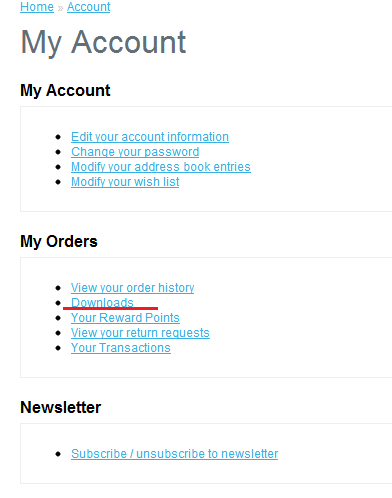 Home » Account
My Account
My Account
Edit your account information
Change your password
Modify your address book entries
Modify your wish list
My Orders
View your order history
Downloads
Your Reward Points
View your return requests
Your Transactions
Newsletter
Subscribe / unsubscribe to newsletter